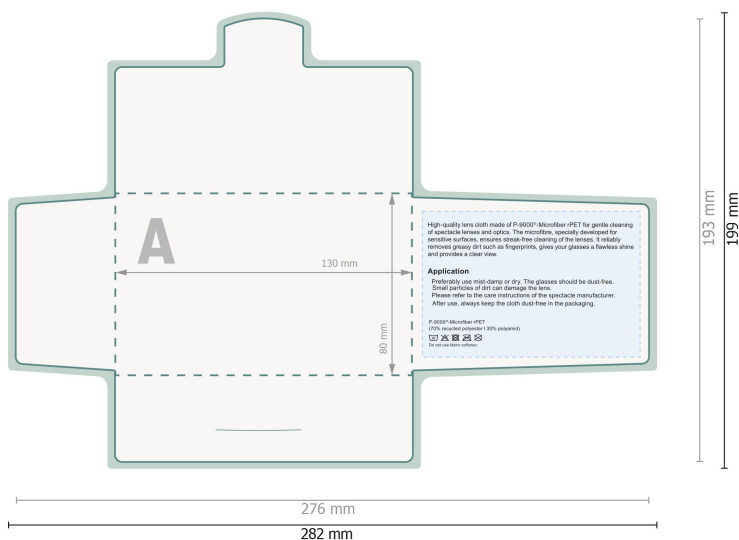 A
130 mm
80 mm
High-quality lens cloth made of P-9000®-Microfiber rPET for gentle cleaning
of spectacle lenses and optics. The microfibre, specially developed for
sensitive surfaces, ensures streak-free cleaning of the lenses. It reliably
removes greasy dirt such as fingerprints, gives your glasses a flawless shine
and provides a clear view.
Application
Preferably use mist-damp or dry. The glasses should be dust-free.
Small particles of dirt can damage the lens.
Please refer to the care instructions of the spectacle manufacturer.
After use, always keep the cloth dust-free in the packaging.
P-9000®-Microfiber rPET
(70% recycled polyester I 30% polyamid)
Do not use fabric softener.
193 mm
199 mm
276 mm
282 mm